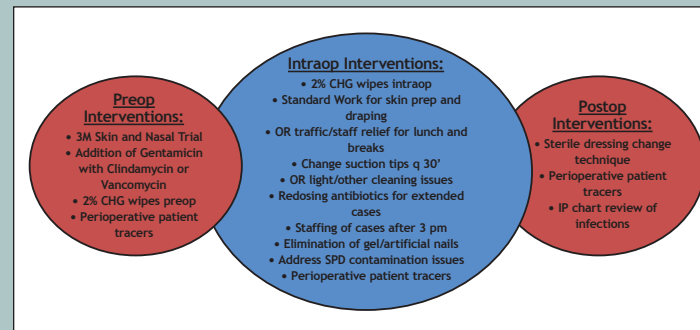 Preop
Interventions:
• 3M Skin and Nasal Trial
• Addition of Gentamicin
with Clindamycin or
Vancomycin
• 2% CHG wipes preop
• Perioperative patient
tracers
Intraop Interventions:
• 2% CHG wipes intraop
• Standard Work for skin prep and
draping
• OR traffic/staff relief for lunch and
breaks
• Change suction tips q 30'
• OR light/other cleaning issues
• Redosing antibiotics for extended
cases
• Staffing of cases after 3 pm
• Elimination of gel/artificial nails
• Address SPD contamination issues
• Perioperative patient tracers
Postop
Interventions:
• Sterile dressing change
technique
• Perioperative patient
tracers
• IP chart review of
infections